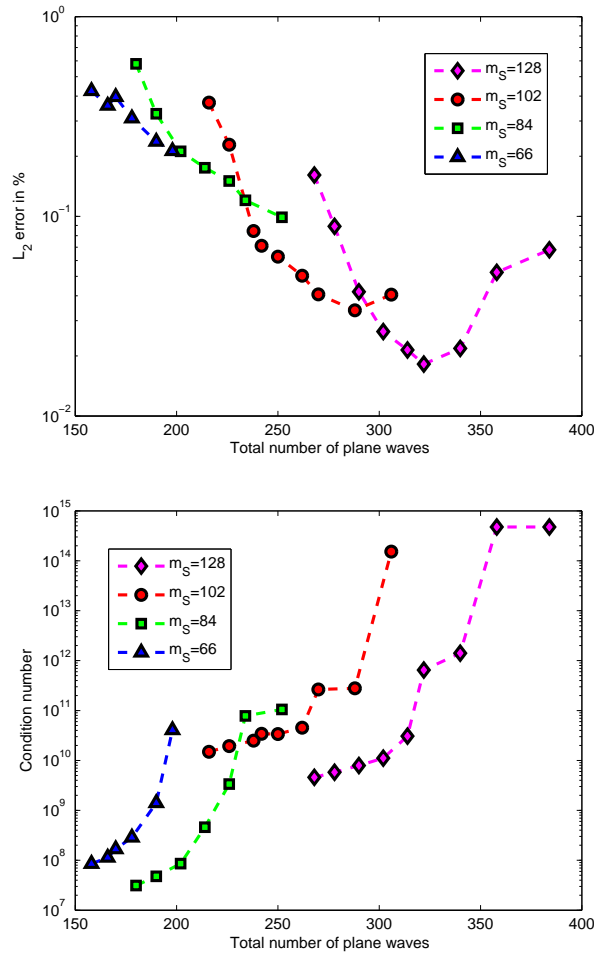 10^0
10^-1
10^-2
L_2 error in %
150 200 250 300 350 400
Total number of plane waves
m_S=128
m_S=102
m_S=84
m_S=66
10^15
10^14
10^13
10^12
10^11
10^10
10^9
10^8
10^7
Condition number
m_S=128
m_S=102
m_S=84
m_S=66
150 200 250 300 350 400
Total number of plane waves